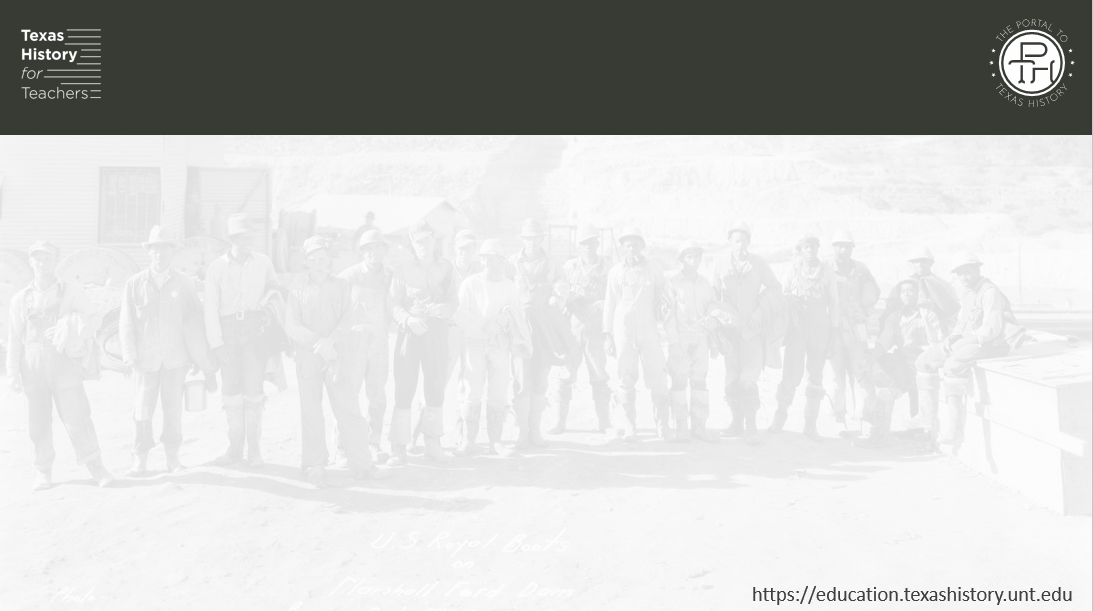 Texas
History
for
Teachers
THE PORTAL TO
PTH
TEXAS HISTORY
U.S. Royal Boots
on
Marshall Ford Dam
https://education.texashistory.unt.edu